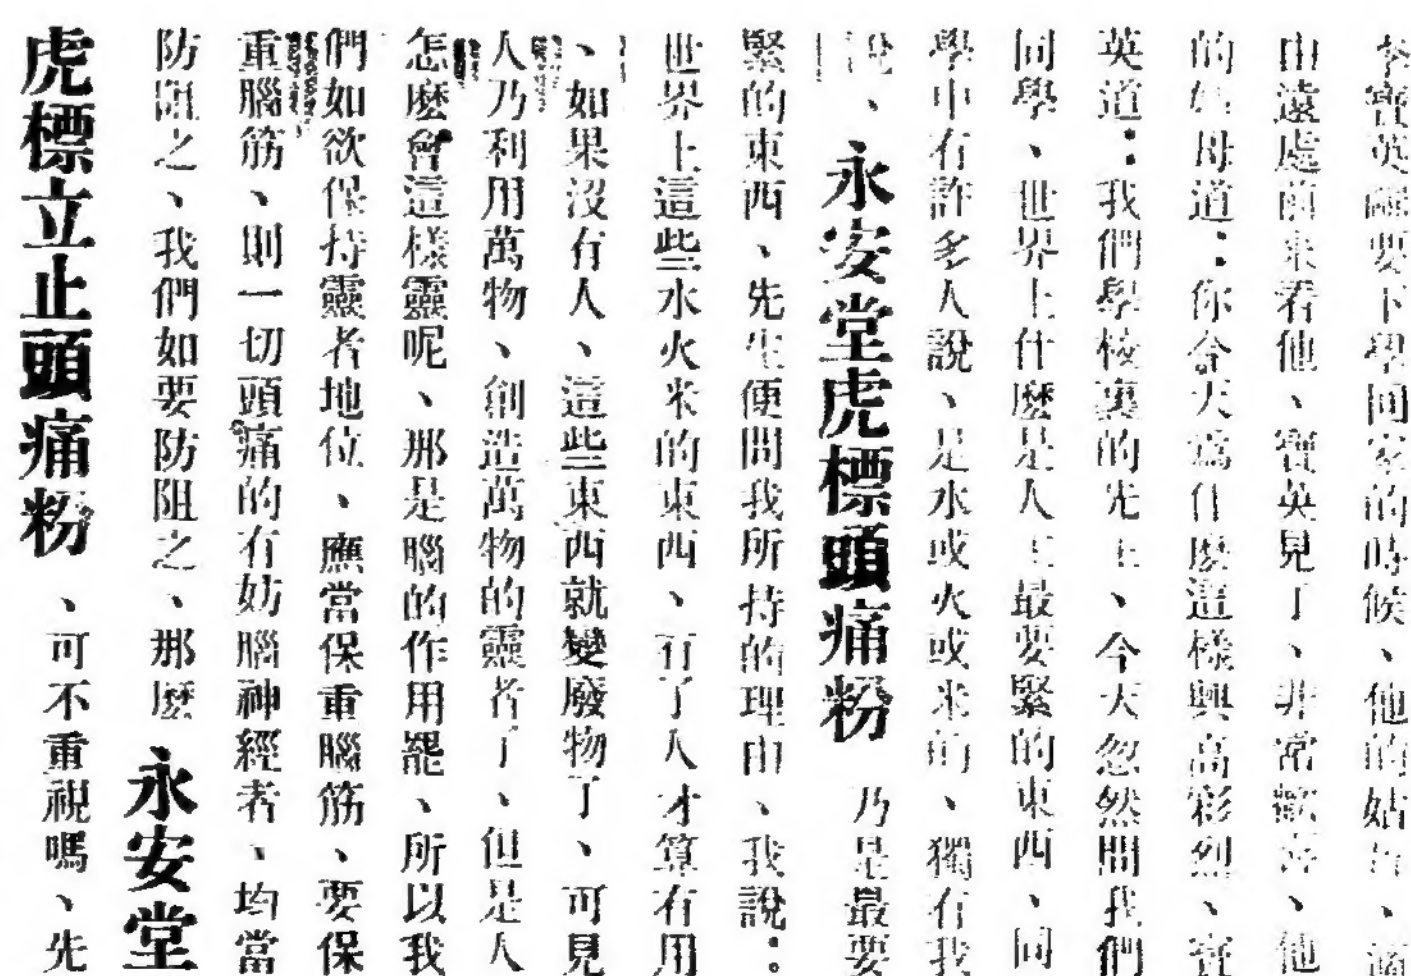 李寶英離要下學回家的時候、他的姑母、適
由遠處前來看他、寶英見了、非常歡喜、他
的姑母道：你今天為什麼這樣興高彩烈、寶
英道：我們學校裏的先生、今天忽然問我們
同學、世界上什麼是人生最要緊的東西、同
學中有許多人說、是水或火或米的、獨有我
說、永安堂虎標頭痛粉乃是最要
緊的東西、先生便問我所持的理由、我說：
世界上這些水火米的東西、有了人才算有用
、如果沒有人、這些東西就變廢物了、可見
人乃利用萬物、創造萬物的靈者了、但是人
怎麼會這樣靈呢、那是腦的作用罷、所以我
們如欲保持靈者地位、應當保重腦筋、要保
重腦筋、則一切頭痛的有妨腦神經者、均當
防阻之、我們如要防阻之、那麼永安堂
虎標立止頭痛粉、可不重視嗎、先